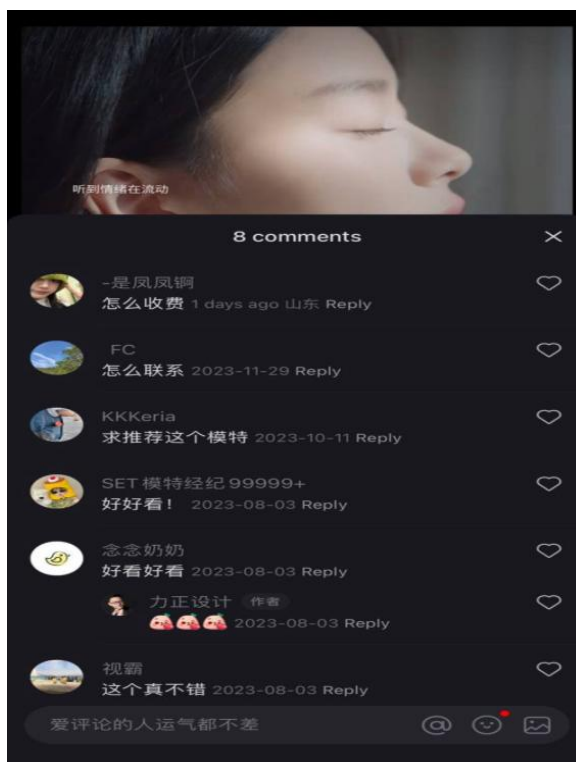 听到情绪在流动
8 comments
-是凤凤锕
怎么收费 1 days ago 山东 Reply
FC
怎么联系 2023-11-29 Reply
KKKeria
求推荐这个模特 2023-10-11 Reply
SET 模特经纪 99999+
好好看！ 2023-08-03 Reply
念念奶奶
好看好看 2023-08-03 Reply
力正设计 作者
2023-08-03 Reply
视霸
这个真不错 2023-08-03 Reply
爱评论的人运气都不差